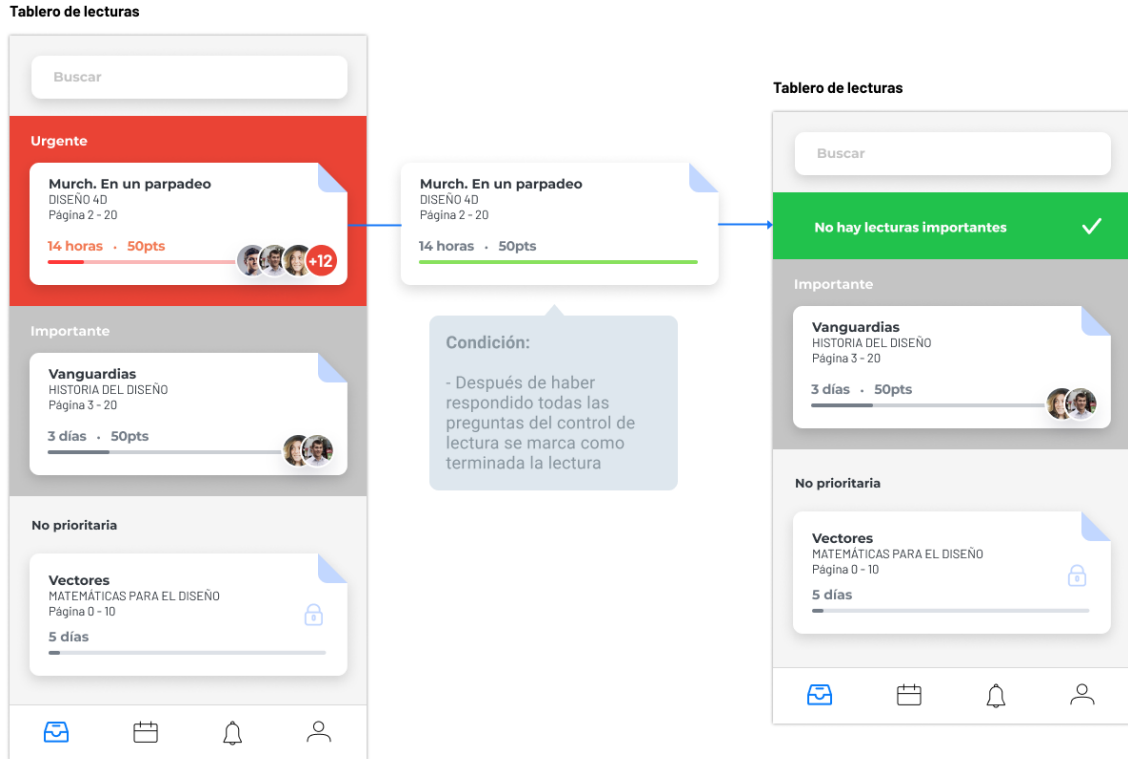 Tablero de lecturas
Buscar
Urgente
Murch. En un parpadeo
DISEÑO 4D
Página 2 - 20
14 horas · 50pts
+12
Importante
Vanguardias
HISTORIA DEL DISEÑO
Página 3 - 20
3 días · 50pts
No prioritaria
Vectores
MATEMÁTICAS PARA EL DISEÑO
Página 0 - 10
5 días
Murch. En un parpadeo
DISEÑO 4D
Página 2 - 20
14 horas · 50pts
Condición:
- Después de haber
respondido todas las
preguntas del control de
lectura se marca como
terminada la lectura
Tablero de lecturas
Buscar
No hay lecturas importantes
Importante
Vanguardias
HISTORIA DEL DISEÑO
Página 3 - 20
3 días · 50pts
No prioritaria
Vectores
MATEMÁTICAS PARA EL DISEÑO
Página 0 - 10
5 días